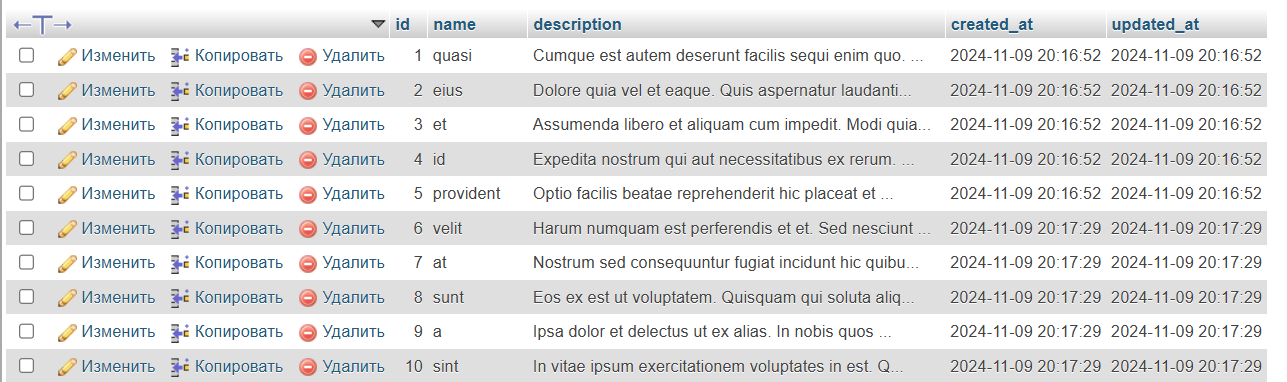 id name description created_at updated_at
Изменить Копировать Удалить 1 quasi Cumque est autem deserunt facilis sequi enim quo. ... 2024-11-09 20:16:52 2024-11-09 20:16:52
Изменить Копировать Удалить 2 eius Dolore quia vel et eaque. Quis aspernatur laudanti... 2024-11-09 20:16:52 2024-11-09 20:16:52
Изменить Копировать Удалить 3 et Assumenda libero et aliquam cum impedit. Modi quia... 2024-11-09 20:16:52 2024-11-09 20:16:52
Изменить Копировать Удалить 4 id Expedita nostrum qui aut necessitatibus ex rerum. ... 2024-11-09 20:16:52 2024-11-09 20:16:52
Изменить Копировать Удалить 5 provident Optio facilis beatae reprehenderit hic placeat et ... 2024-11-09 20:16:52 2024-11-09 20:16:52
Изменить Копировать Удалить 6 velit Harum numquam est perferendis et et. Sed nesciunt ... 2024-11-09 20:17:29 2024-11-09 20:17:29
Изменить Копировать Удалить 7 at Nostrum sed consequuntur fugiat incidunt hic quibu... 2024-11-09 20:17:29 2024-11-09 20:17:29
Изменить Копировать Удалить 8 sunt Eos ex est ut voluptatem. Quisquam qui soluta aliq... 2024-11-09 20:17:29 2024-11-09 20:17:29
Изменить Копировать Удалить 9 a Ipsa dolor et delectus ut ex alias. In nobis quos ... 2024-11-09 20:17:29 2024-11-09 20:17:29
Изменить Копировать Удалить 10 sint In vitae ipsum exercitationem voluptates in est. Q... 2024-11-09 20:17:29 2024-11-09 20:17:29